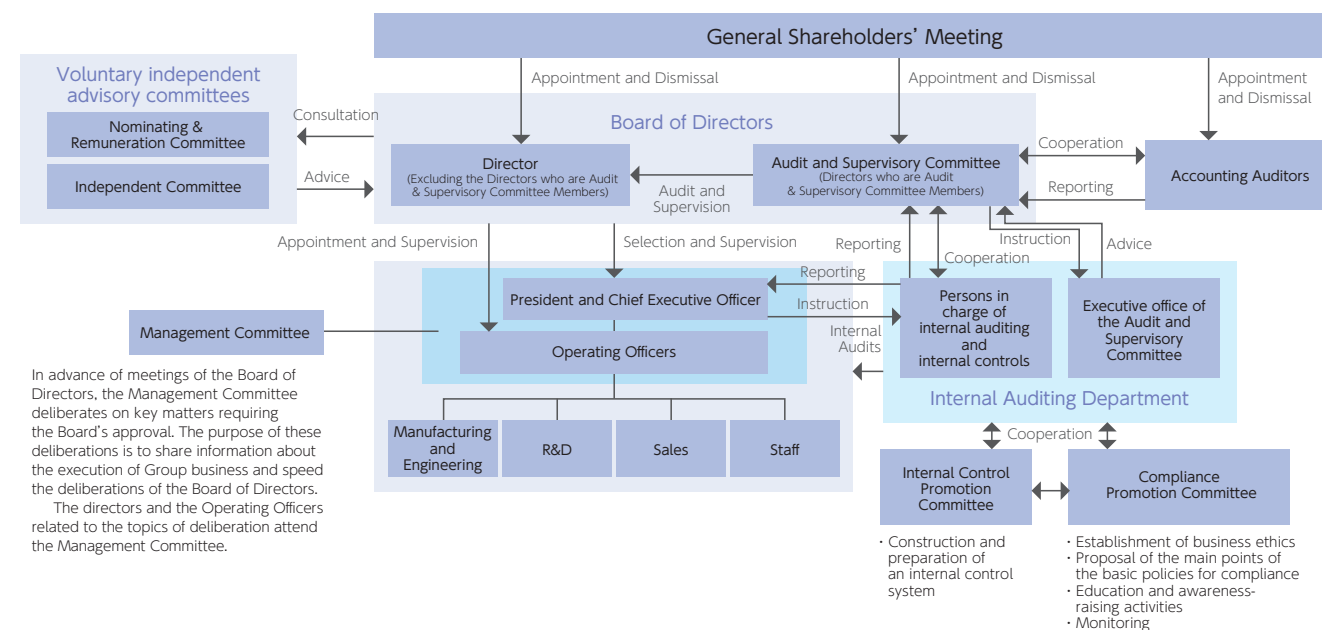 General Shareholders' Meeting
Voluntary independent
advisory committees
Nominating &
Remuneration Committee
Independent Committee
Consultation
Advice
Appointment and Dismissal
Appointment and Dismissal
Appointment
and Dismissal
Board of Directors
Director
(Excluding the Directors who are Audit
& Supervisory Committee Members)
Audit and
Supervision
Audit and Supervisory Committee
(Directors who are Audit
& Supervisory Committee Members)
Cooperation
Reporting
Accounting Auditors
Appointment and Supervision
Selection and Supervision
Reporting
Cooperation
Instruction
Advice
President and Chief Executive Officer
Reporting
Instruction
Internal
Audits
Operating Officers
Persons in
charge of
internal auditing
and
internal controls
Executive office of
the Audit and
Supervisory
Committee
Internal Auditing Department
Management Committee
In advance of meetings of the Board of
Directors, the Management Committee
deliberates on key matters requiring
the Board's approval. The purpose of these
deliberations is to share information about
the execution of Group business and speed
the deliberations of the Board of Directors.
The directors and the Operating Officers
related to the topics of deliberation attend
the Management Committee.
Manufacturing
and
Engineering
R&D
Sales
Staff
Cooperation
Internal Control
Promotion
Committee
Compliance
Promotion Committee
・Construction and
preparation of
an internal control
system
・Establishment of business ethics
・Proposal of the main points of
the basic policies for compliance
・Education and awareness-
raising activities
・Monitoring